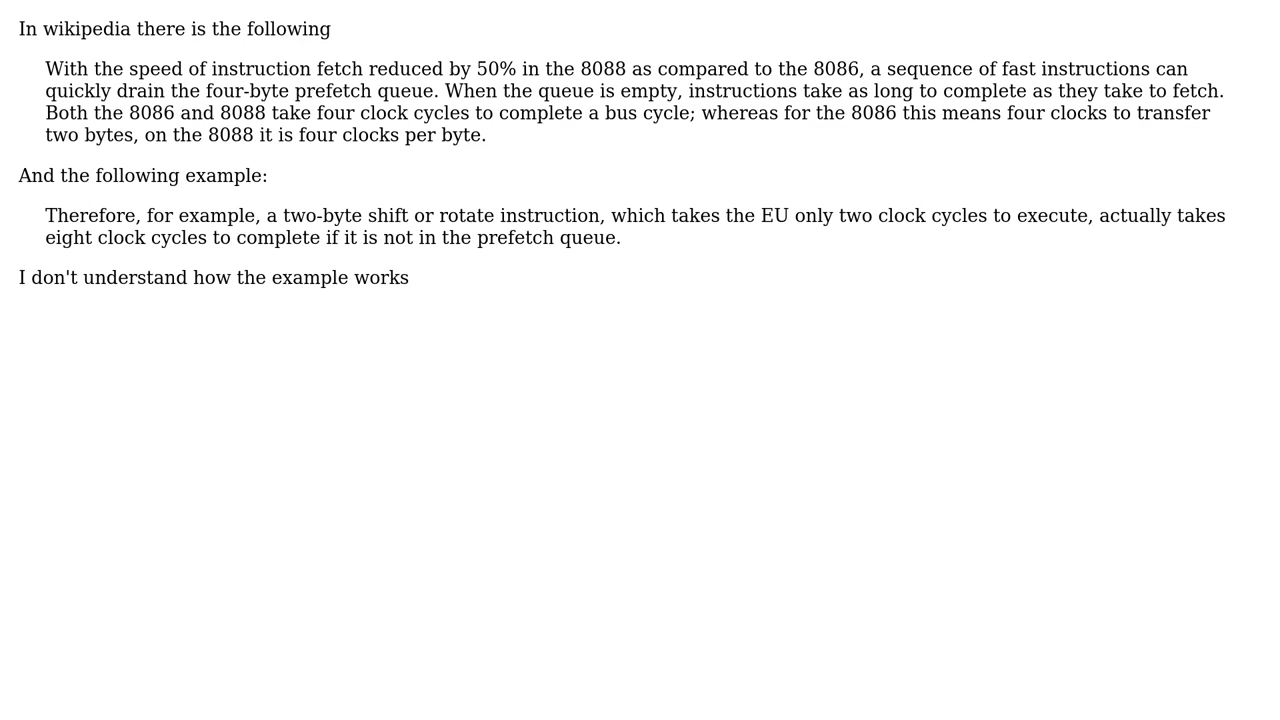 In wikipedia there is the following
With the speed of instruction fetch reduced by 50% in the 8088 as compared to the 8086, a sequence of fast instructions can
quickly drain the four-byte prefetch queue. When the queue is empty, instructions take as long to complete as they take to fetch.
Both the 8086 and 8088 take four clock cycles to complete a bus cycle; whereas for the 8086 this means four clocks to transfer
two bytes, on the 8088 it is four clocks per byte.
And the following example:
Therefore, for example, a two-byte shift or rotate instruction, which takes the EU only two clock cycles to execute, actually takes
eight clock cycles to complete if it is not in the prefetch queue.
I don't understand how the example works